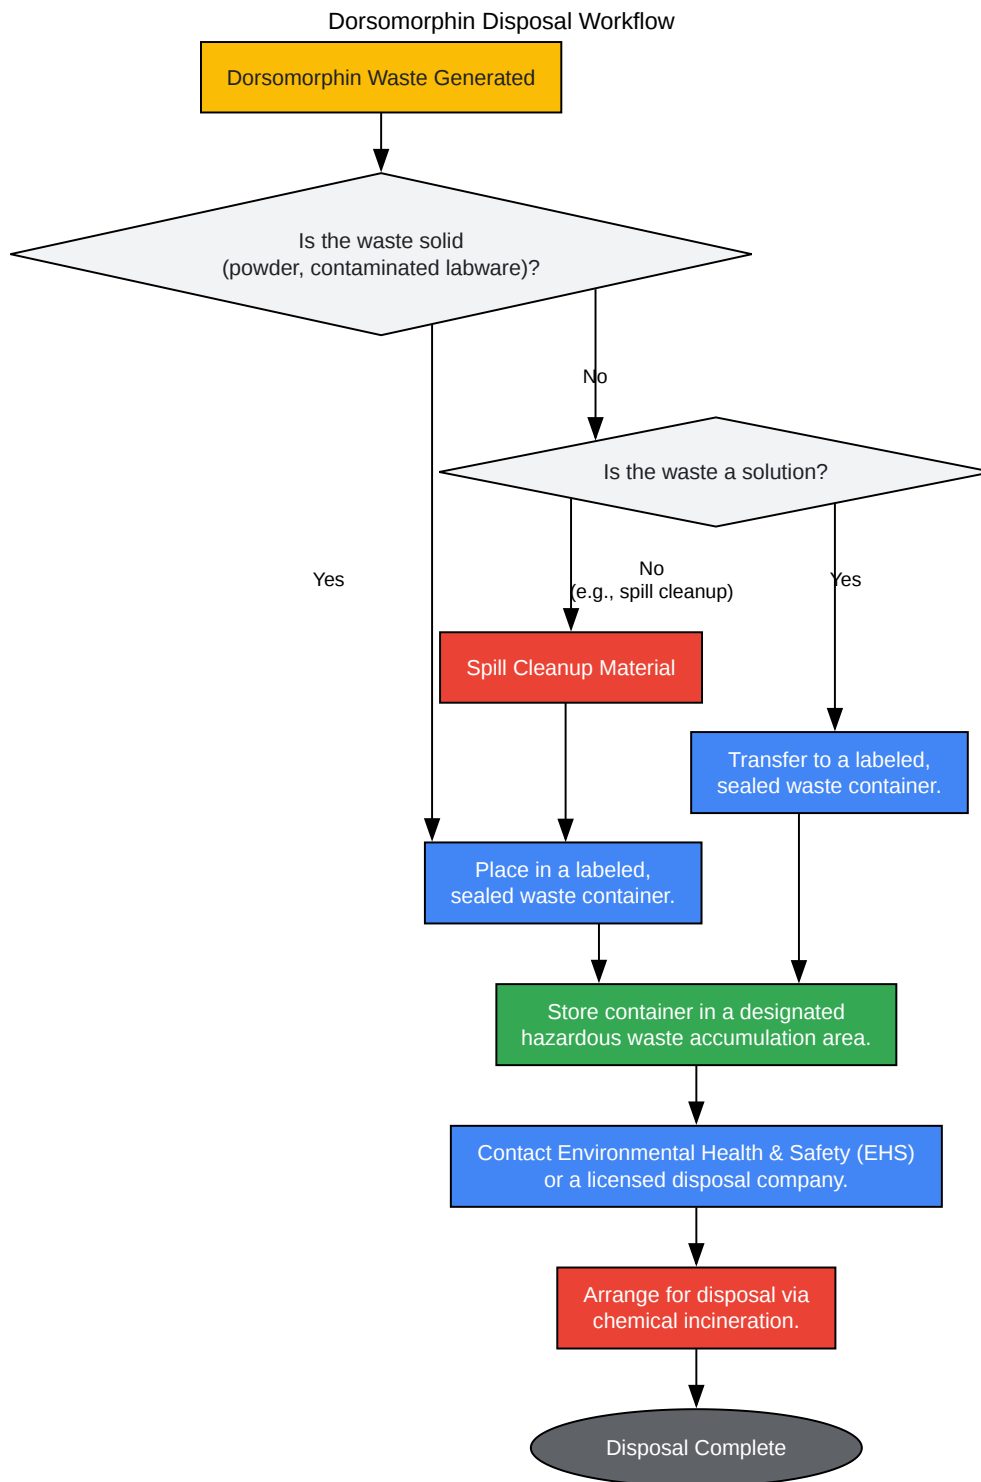 Dorsomorphin Disposal Workflow
Dorsomorphin Waste Generated
Is the waste solid
(powder, contaminated labware)?
No
Is the waste a solution?
Yes
No
(e.g., spill cleanup)
Yes
Spill Cleanup Material
Transfer to a labeled,
sealed waste container.
Place in a labeled,
sealed waste container.
Store container in a designated
hazardous waste accumulation area.
Contact Environmental Health & Safety (EHS)
or a licensed disposal company.
Arrange for disposal via
chemical incineration.
Disposal Complete